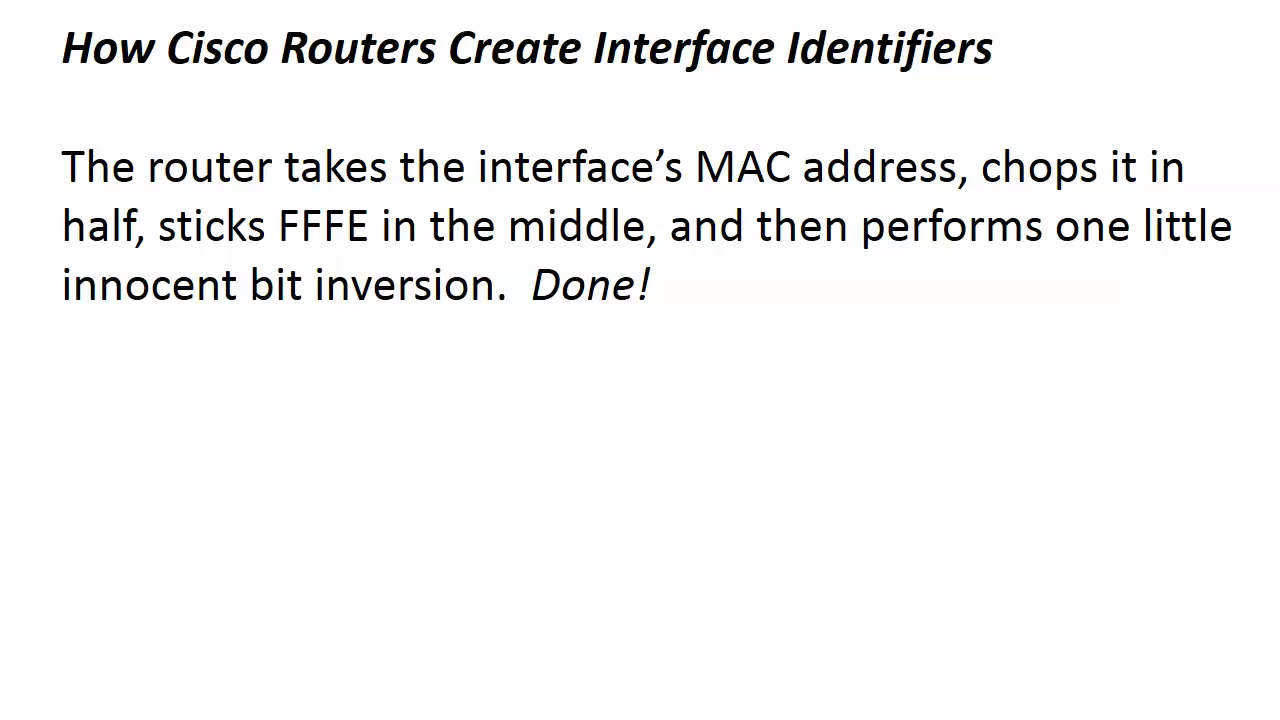 How Cisco Routers Create Interface Identifiers
The router takes the interface’s MAC address, chops it in
half, sticks FFFE in the middle, and then performs one little
innocent bit inversion.  Done!